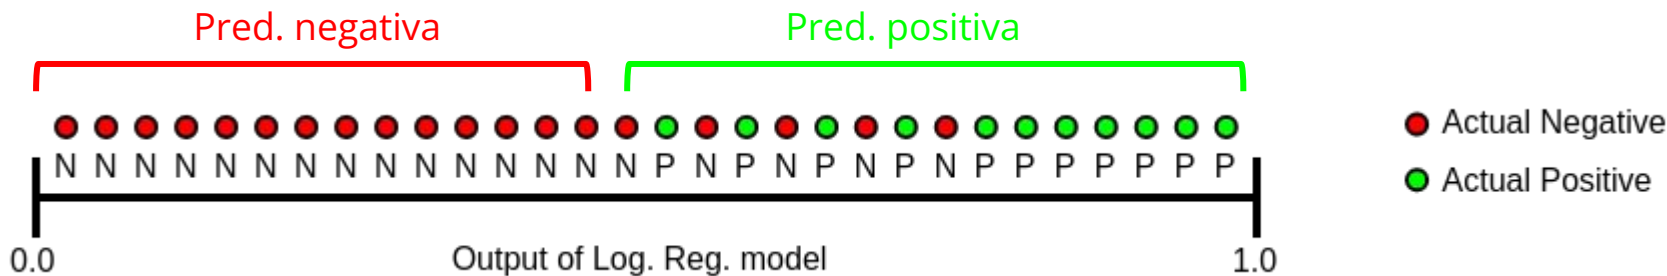 Pred. negativa
Pred. positiva
N N N N N N N N N N N N N N N P N P N P N P N P P P P P P P
Actual Negative
Actual Positive
0.0
Output of Log. Reg. model
1.0